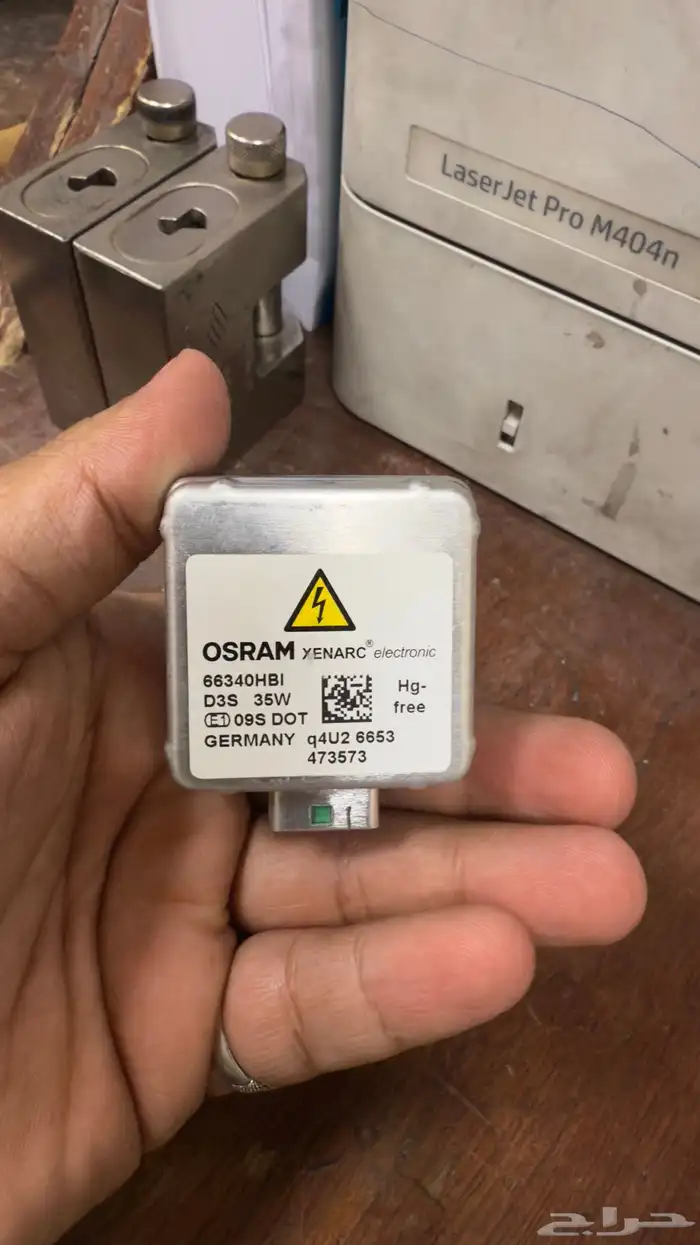 LaserJet Pro M404n
OSRAM XENARC® electronic
66340HBI
D3S 35W
Hg-
free
E1 09S DOT
GERMANY q4U2 6653
473573
1
حراج